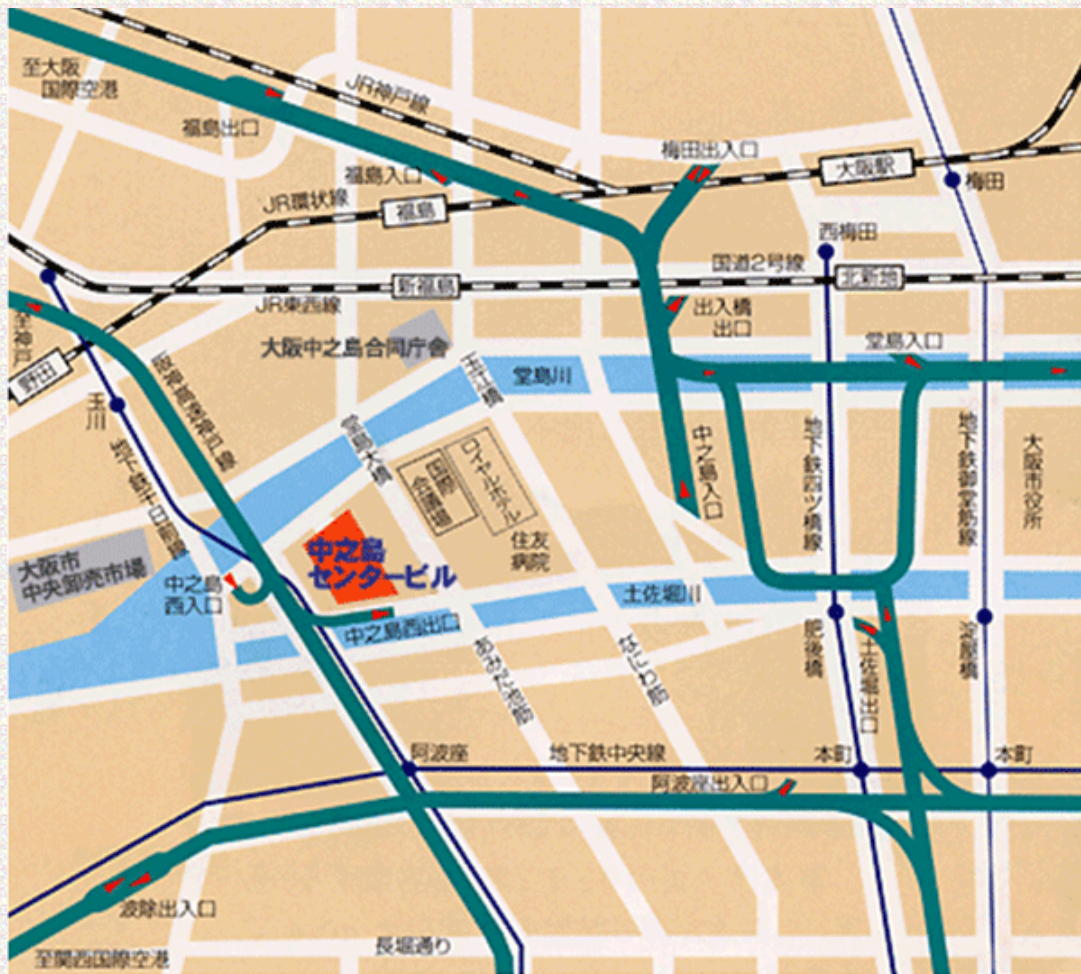 至大阪
国際空港
JR神戸線
福島出口
梅田出入口
福島入口
大阪駅
梅田
JR環状線
福島
西梅田
国道2号線
北新地
新福島
JR東西線
出入橋
出口
至神戸
大阪中之島合同庁舎
堂島入口
野田
阪神高速神戸線
玉江橋
堂島川
玉川
堂島大橋
中之島入口
地下鉄四ツ橋線
地下鉄御堂筋線
大阪市役所
地下鉄千日前線
国際
会議場
ロイヤルホテル
住友
病院
中之島
センタービル
大阪市
中央卸売市場
中之島
西入口
土佐堀川
中之島西出口
あみだ池筋
なにわ筋
肥後橋
土佐堀出口
淀屋橋
阿波座
地下鉄中央線
本町
本町
阿波座出入口
波除出入口
長堀通り
至関西国際空港